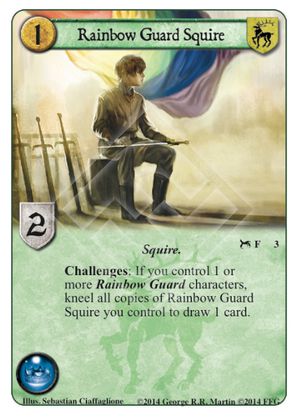 1
Rainbow Guard Squire
2
Squire.
F 3
Challenges: If you control 1 or
more Rainbow Guard characters,
kneel all copies of Rainbow Guard
Squire you control to draw 1 card.
Illus. Sebastian Ciaffaglione ©2014 George R.R. Martin ©2014 FFG